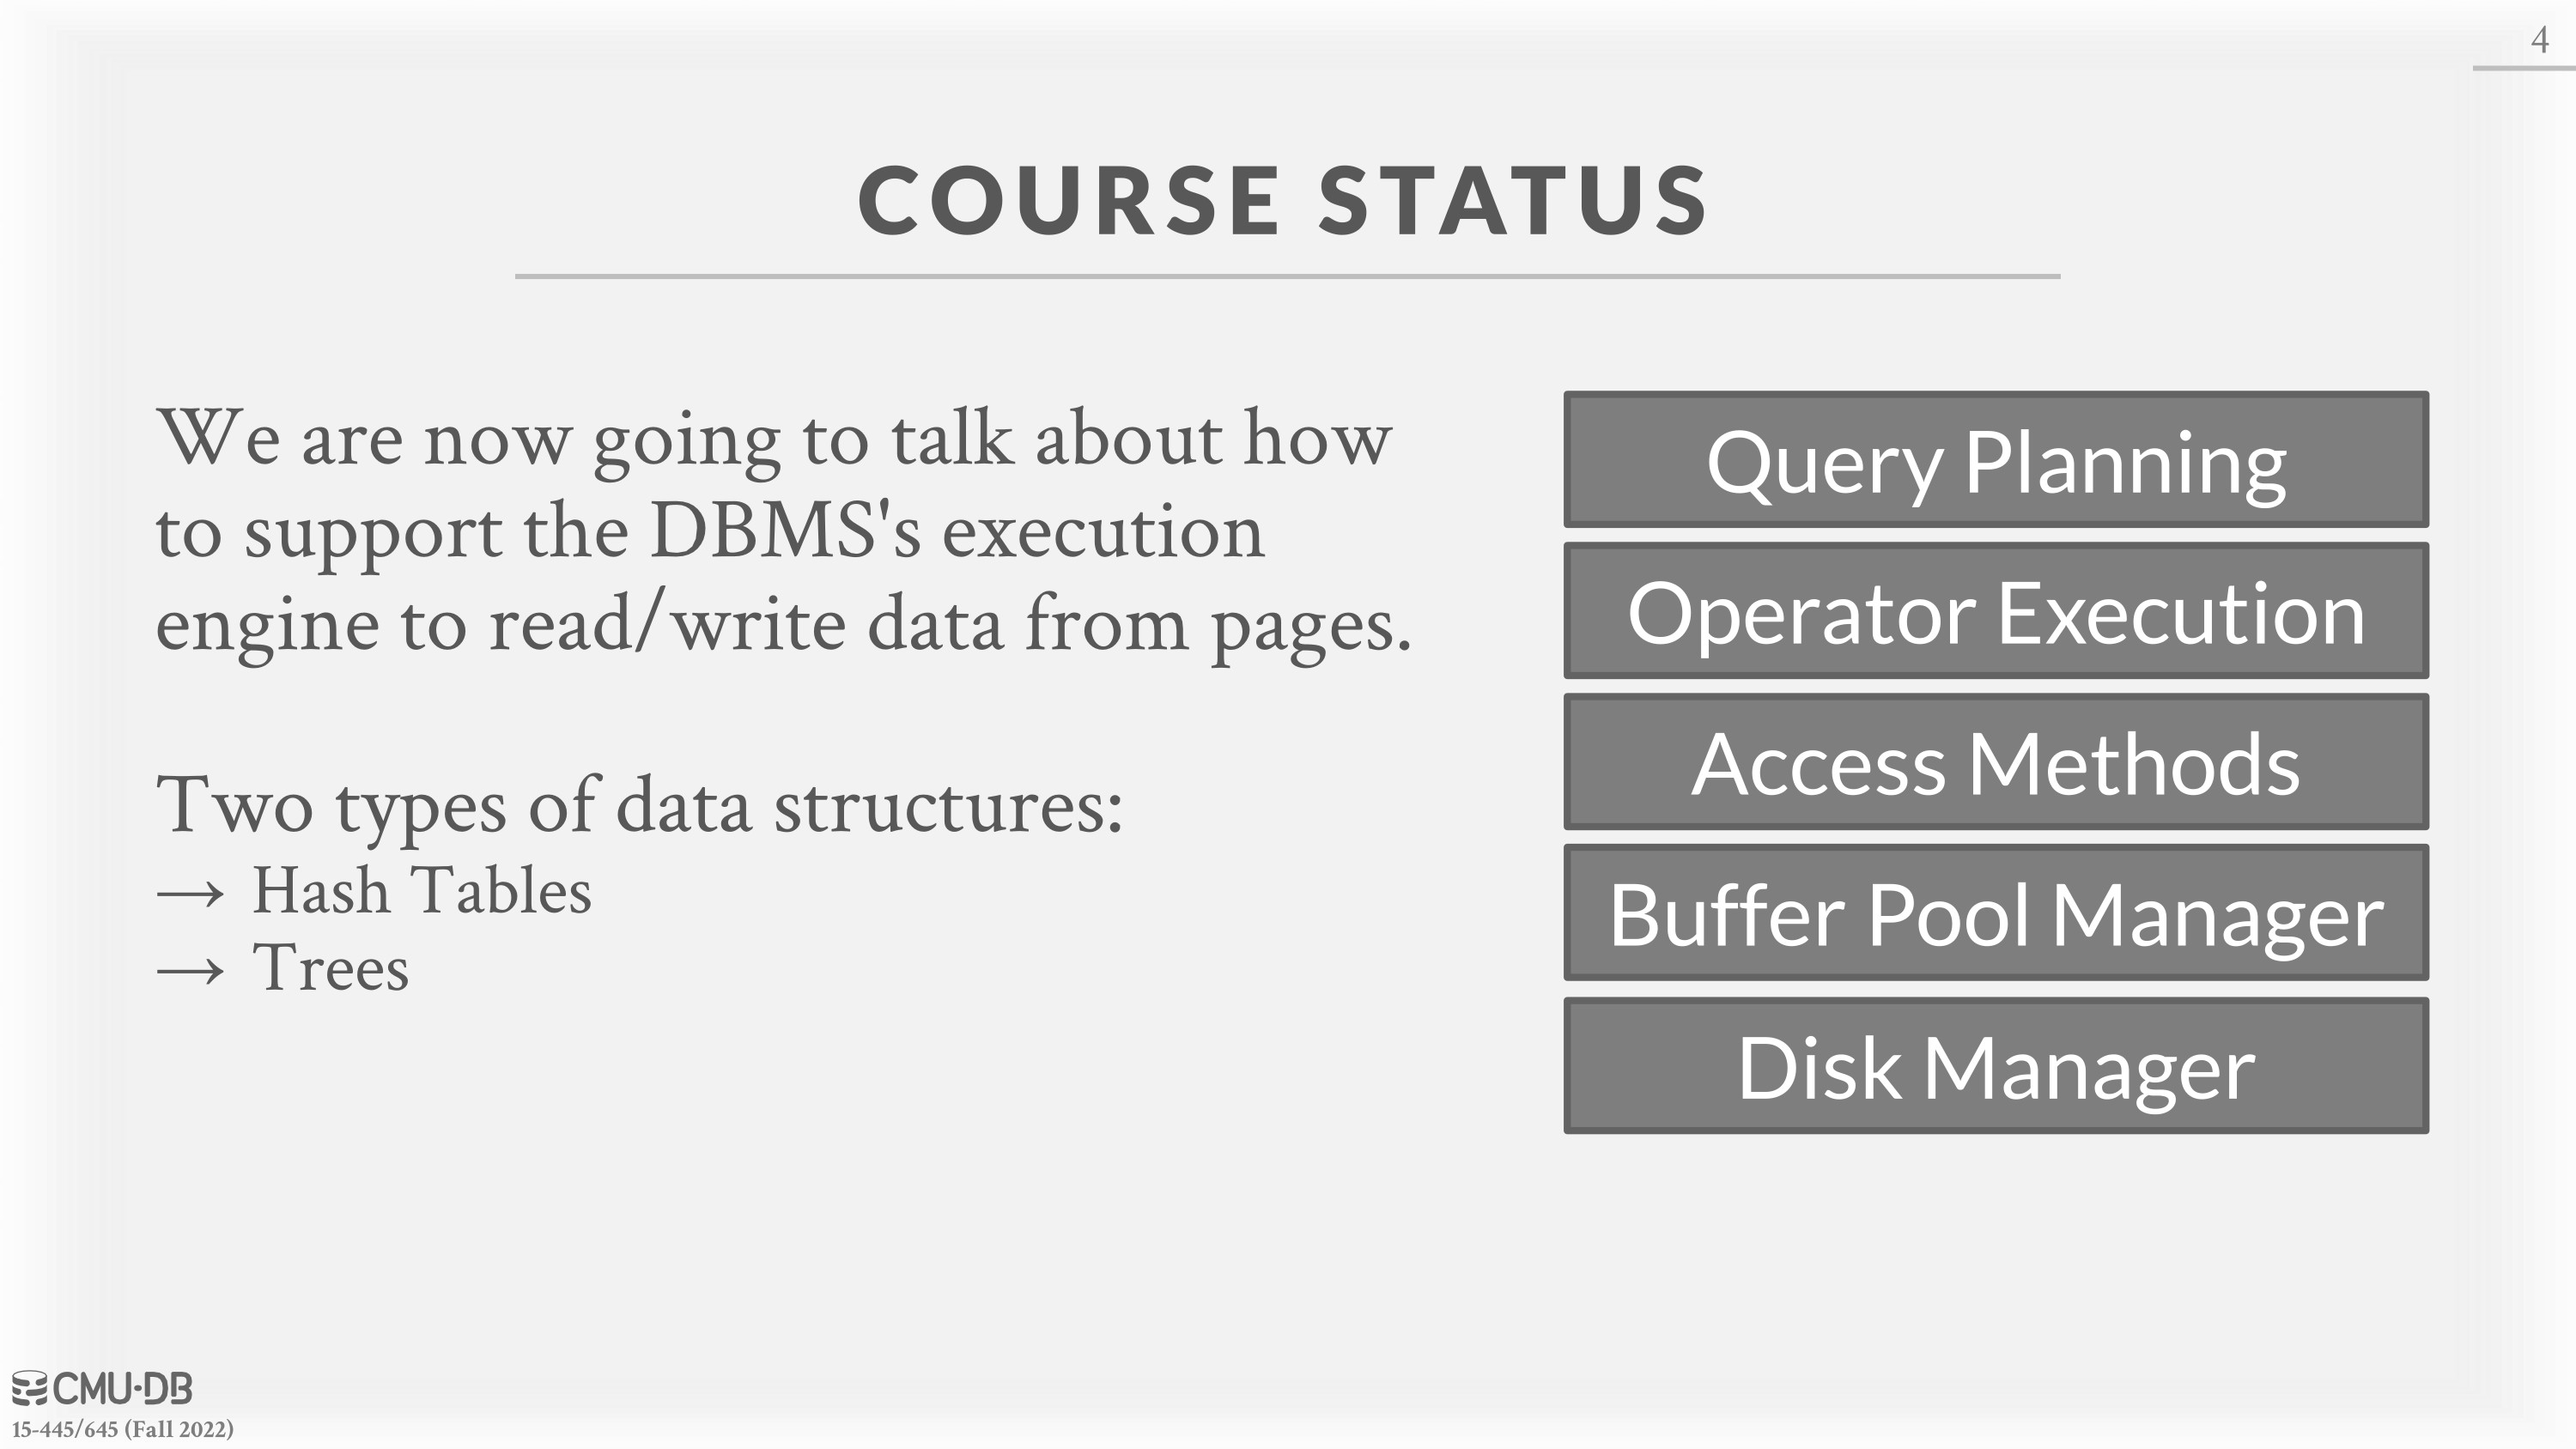 4
COURSE STATUS
We are now going to talk about how
to support the DBMS's execution
engine to read/write data from pages.
Two types of data structures:
→ Hash Tables
→ Trees
Query Planning
Operator Execution
Access Methods
Buffer Pool Manager
Disk Manager
CMU·DB
15-445/645 (Fall 2022)